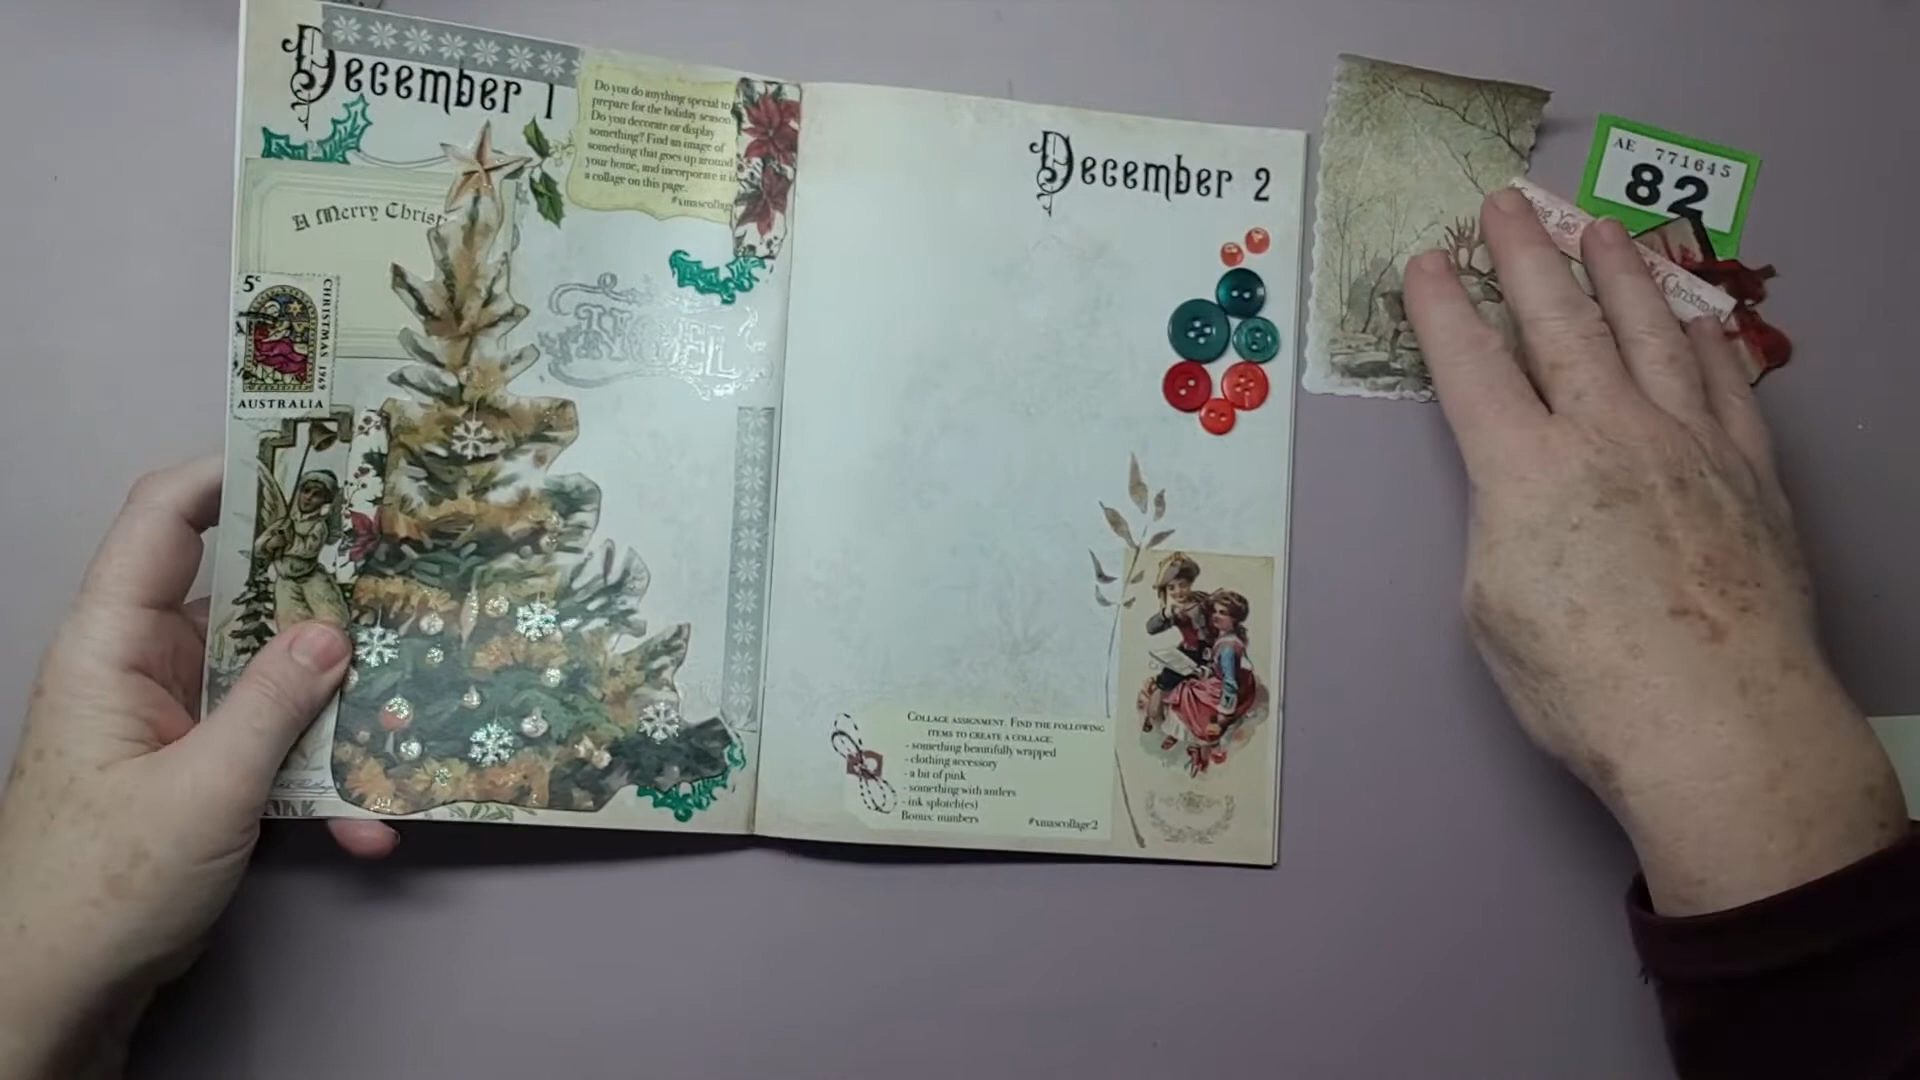 December 1
Do you do anything special to
prepare for the holiday season
Do you decorate or display
something? Find an image of
something that goes up around
your home, and incorporate it i
a collage on this page.
#xmascollag
A Merry Christ
5c
CHRISTMAS 1969
AUSTRALIA
NOEL
December 2
COLLAGE ASSIGNMENT. FIND THE FOLLOWING
ITEMS TO CREATE A COLLAGE:
- something beautifully wrapped
- clothing accessory
- a bit of pink
- something with antlers
- ink splotch(es)
Bonus: numbers
#xmascollage2
AE 771645
82
You
Christmas